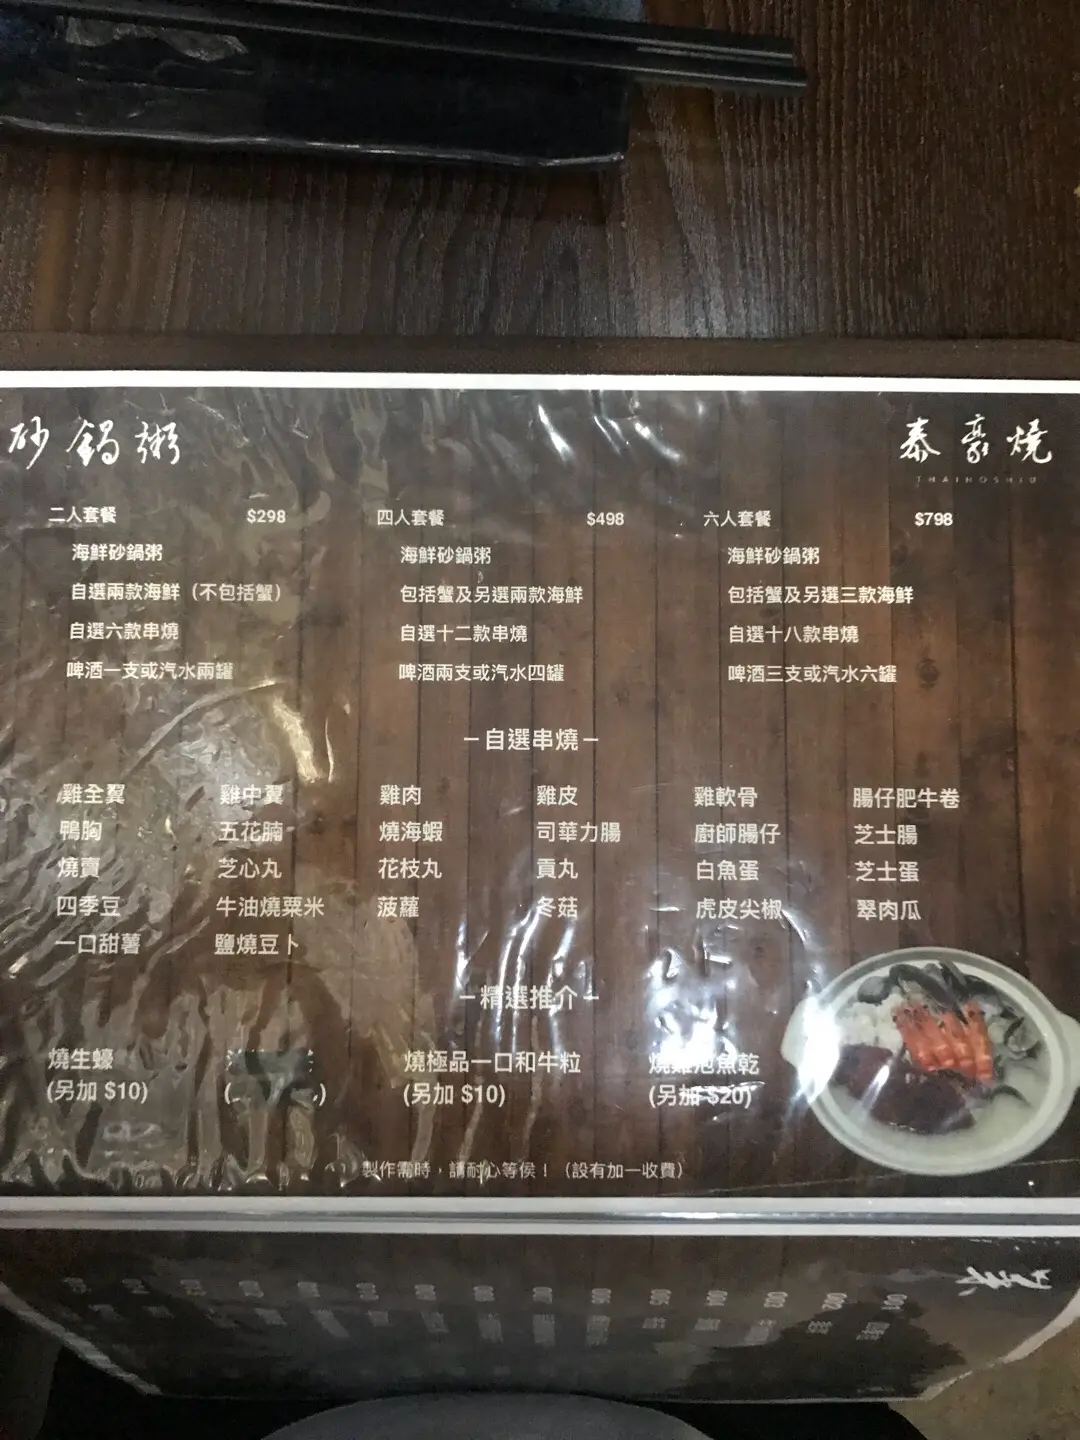 砂鍋粥
泰豪燒
THAIHOSHIU
二人套餐 $298
海鮮砂鍋粥
自選兩款海鮮（不包括蟹）
自選六款串燒
啤酒一支或汽水兩罐
四人套餐 $498
海鮮砂鍋粥
包括蟹及另選兩款海鮮
自選十二款串燒
啤酒兩支或汽水四罐
六人套餐 $798
海鮮砂鍋粥
包括蟹及另選三款海鮮
自選十八款串燒
啤酒三支或汽水六罐
－自選串燒－
雞全翼 雞中翼 雞肉 雞皮 雞軟骨 腸仔肥牛卷
鴨胸 五花腩 燒海蝦 司華力腸 廚師腸仔 芝士腸
燒賣 芝心丸 花枝丸 貢丸 白魚蛋 芝士蛋
四季豆 牛油燒粟米 菠蘿 冬菇 虎皮尖椒 翠肉瓜
一口甜薯 鹽燒豆卜
－精選推介－
燒生蠔 燒極品一口和牛粒 燒雞泡魚乾
(另加 $10) (另加 $10) (另加 $20)
製作需時，請耐心等侯！（設有加一收費）